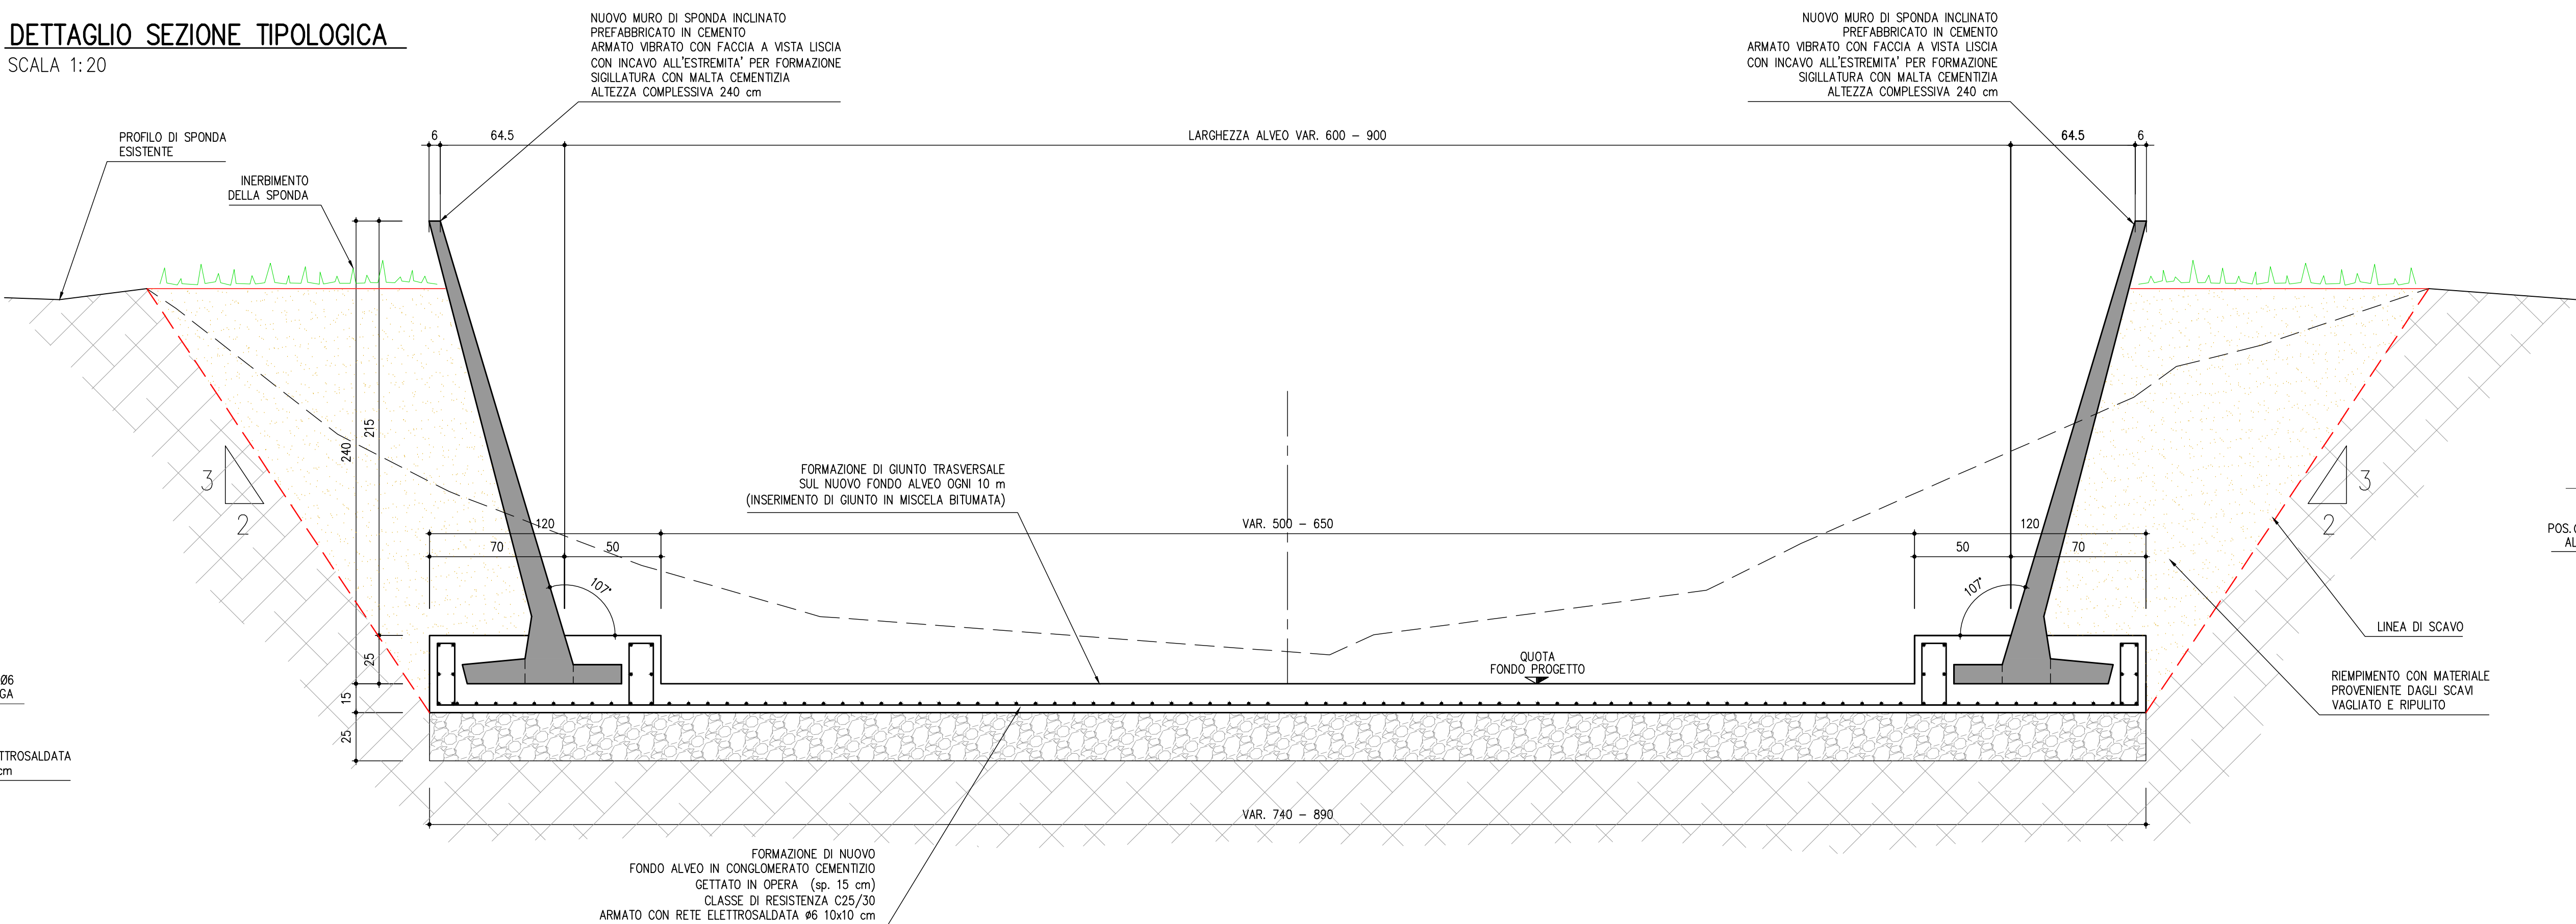 DETTAGLIO SEZIONE TIPOLOGICA
SCALA 1:20
NUOVO MURO DI SPONDA INCLINATO
PREFABBRICATO IN CEMENTO
ARMATO VIBRATO CON FACCIA A VISTA LISCIA
CON INCAVO ALL'ESTREMITA' PER FORMAZIONE
SIGILLATURA CON MALTA CEMENTIZIA
ALTEZZA COMPLESSIVA 240 cm
NUOVO MURO DI SPONDA INCLINATO
PREFABBRICATO IN CEMENTO
ARMATO VIBRATO CON FACCIA A VISTA LISCIA
CON INCAVO ALL'ESTREMITA' PER FORMAZIONE
SIGILLATURA CON MALTA CEMENTIZIA
ALTEZZA COMPLESSIVA 240 cm
PROFILO DI SPONDA
ESISTENTE
INERBIMENTO
DELLA SPONDA
6
64.5
LARGHEZZA ALVEO VAR. 600 - 900
64.5
6
240
215
25
15
25
3
2
3
2
FORMAZIONE DI GIUNTO TRASVERSALE
SUL NUOVO FONDO ALVEO OGNI 10 m
(INSERIMENTO DI GIUNTO IN MISCELA BITUMATA)
120
VAR. 500 - 650
120
70
50
50
70
107°
107°
QUOTA
FONDO PROGETTO
POS.
AL
LINEA DI SCAVO
RIEMPIMENTO CON MATERIALE
PROVENIENTE DAGLI SCAVI
VAGLIATO E RIPULITO
Ø6
GA
TTROSALDATA
cm
VAR. 740 - 890
FORMAZIONE DI NUOVO
FONDO ALVEO IN CONGLOMERATO CEMENTIZIO
GETTATO IN OPERA (sp. 15 cm)
CLASSE DI RESISTENZA C25/30
ARMATO CON RETE ELETTROSALDATA Ø6 10x10 cm